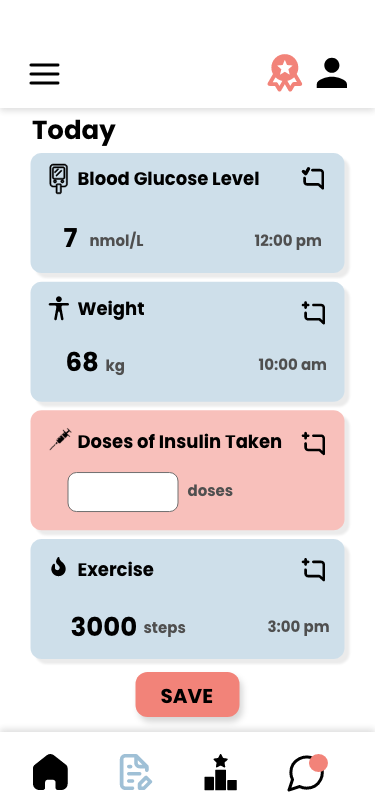 Today
Blood Glucose Level
7 nmol/L 12:00 pm
Weight
68 kg 10:00 am
Doses of Insulin Taken
doses
Exercise
3000 steps 3:00 pm
SAVE